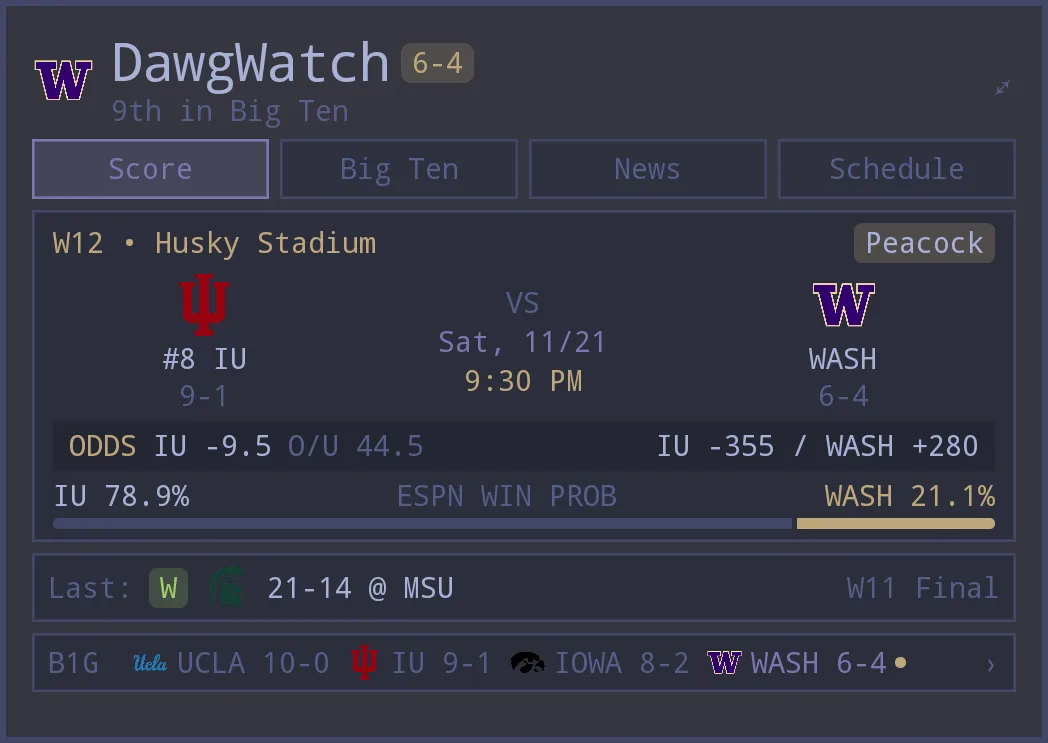 W DawgWatch 6-4
9th in Big Ten
Score Big Ten News Schedule
W12 • Husky Stadium Peacock
VS
Sat, 11/21
9:30 PM
#8 IU
9-1
W
WASH
6-4
ODDS IU -9.5 O/U 44.5 IU -355 / WASH +280
IU 78.9% ESPN WIN PROB WASH 21.1%
Last: W 21-14 @ MSU W11 Final
B1G Ucla UCLA 10-0 IU 9-1 IOWA 8-2 W WASH 6-4 • ›